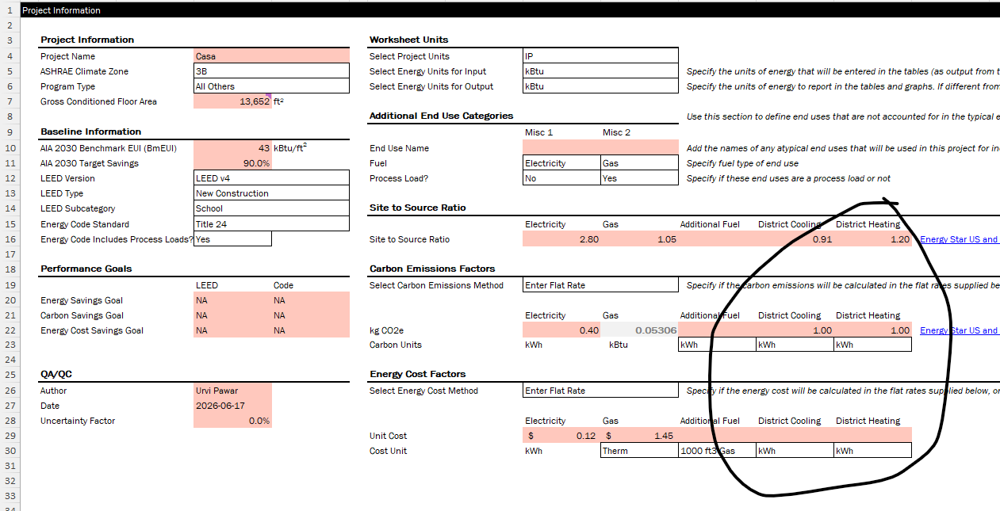 1 Project Information
2
3 Project Information Worksheet Units
4 Project Name Casa Select Project Units IP
5 ASHRAE Climate Zone 3B Select Energy Units for Input kBtu Specify the units of energy that will be entered in the tables (as output from t
6 Program Type All Others Select Energy Units for Output kBtu Specify the units of energy to report in the tables and graphs. If different from
7 Gross Conditioned Floor Area 13,652 ft²
8 Additional End Use Categories Use this section to define end uses that are not accounted for in the typical e
9 Baseline Information Misc 1 Misc 2
10 AIA 2030 Benchmark EUI (BmEUI) 43 kBtu/ft² End Use Name Add the names of any atypical end uses that will be used in this project for in
11 AIA 2030 Target Savings 90.0% Fuel Electricity Gas Specify fuel type of end use
12 LEED Version LEED v4 Process Load? No Yes Specify if these end uses are a process load or not
13 LEED Type New Construction
14 LEED Subcategory School Site to Source Ratio
15 Energy Code Standard Title 24 Electricity Gas Additional Fuel District Cooling District Heating
16 Energy Code Includes Process Loads? Yes Site to Source Ratio 2.80 1.05 0.91 1.20 Energy Star US and
17
18 Performance Goals Carbon Emissions Factors
19 LEED Code Select Carbon Emissions Method Enter Flat Rate Specify if the carbon emissions will be calculated in the flat rates supplied be
20 Energy Savings Goal NA NA
21 Carbon Savings Goal NA NA Electricity Gas Additional Fuel District Cooling District Heating
22 Energy Cost Savings Goal NA NA kg CO2e 0.40 0.05306 1.00 1.00 Energy Star US and
23 Carbon Units kWh kBtu kWh kWh kWh
24
25 QA/QC Energy Cost Factors
26 Author Urvi Pawar Select Energy Cost Method Enter Flat Rate Specify if the energy cost will be calculated in the flat rates supplied below, or
27 Date 2026-06-17
28 Uncertainty Factor 0.0% Electricity Gas Additional Fuel District Cooling District Heating
29 Unit Cost $ 0.12 $ 1.45
30 Cost Unit kWh Therm 1000 ft3 Gas kWh kWh
31
32
33